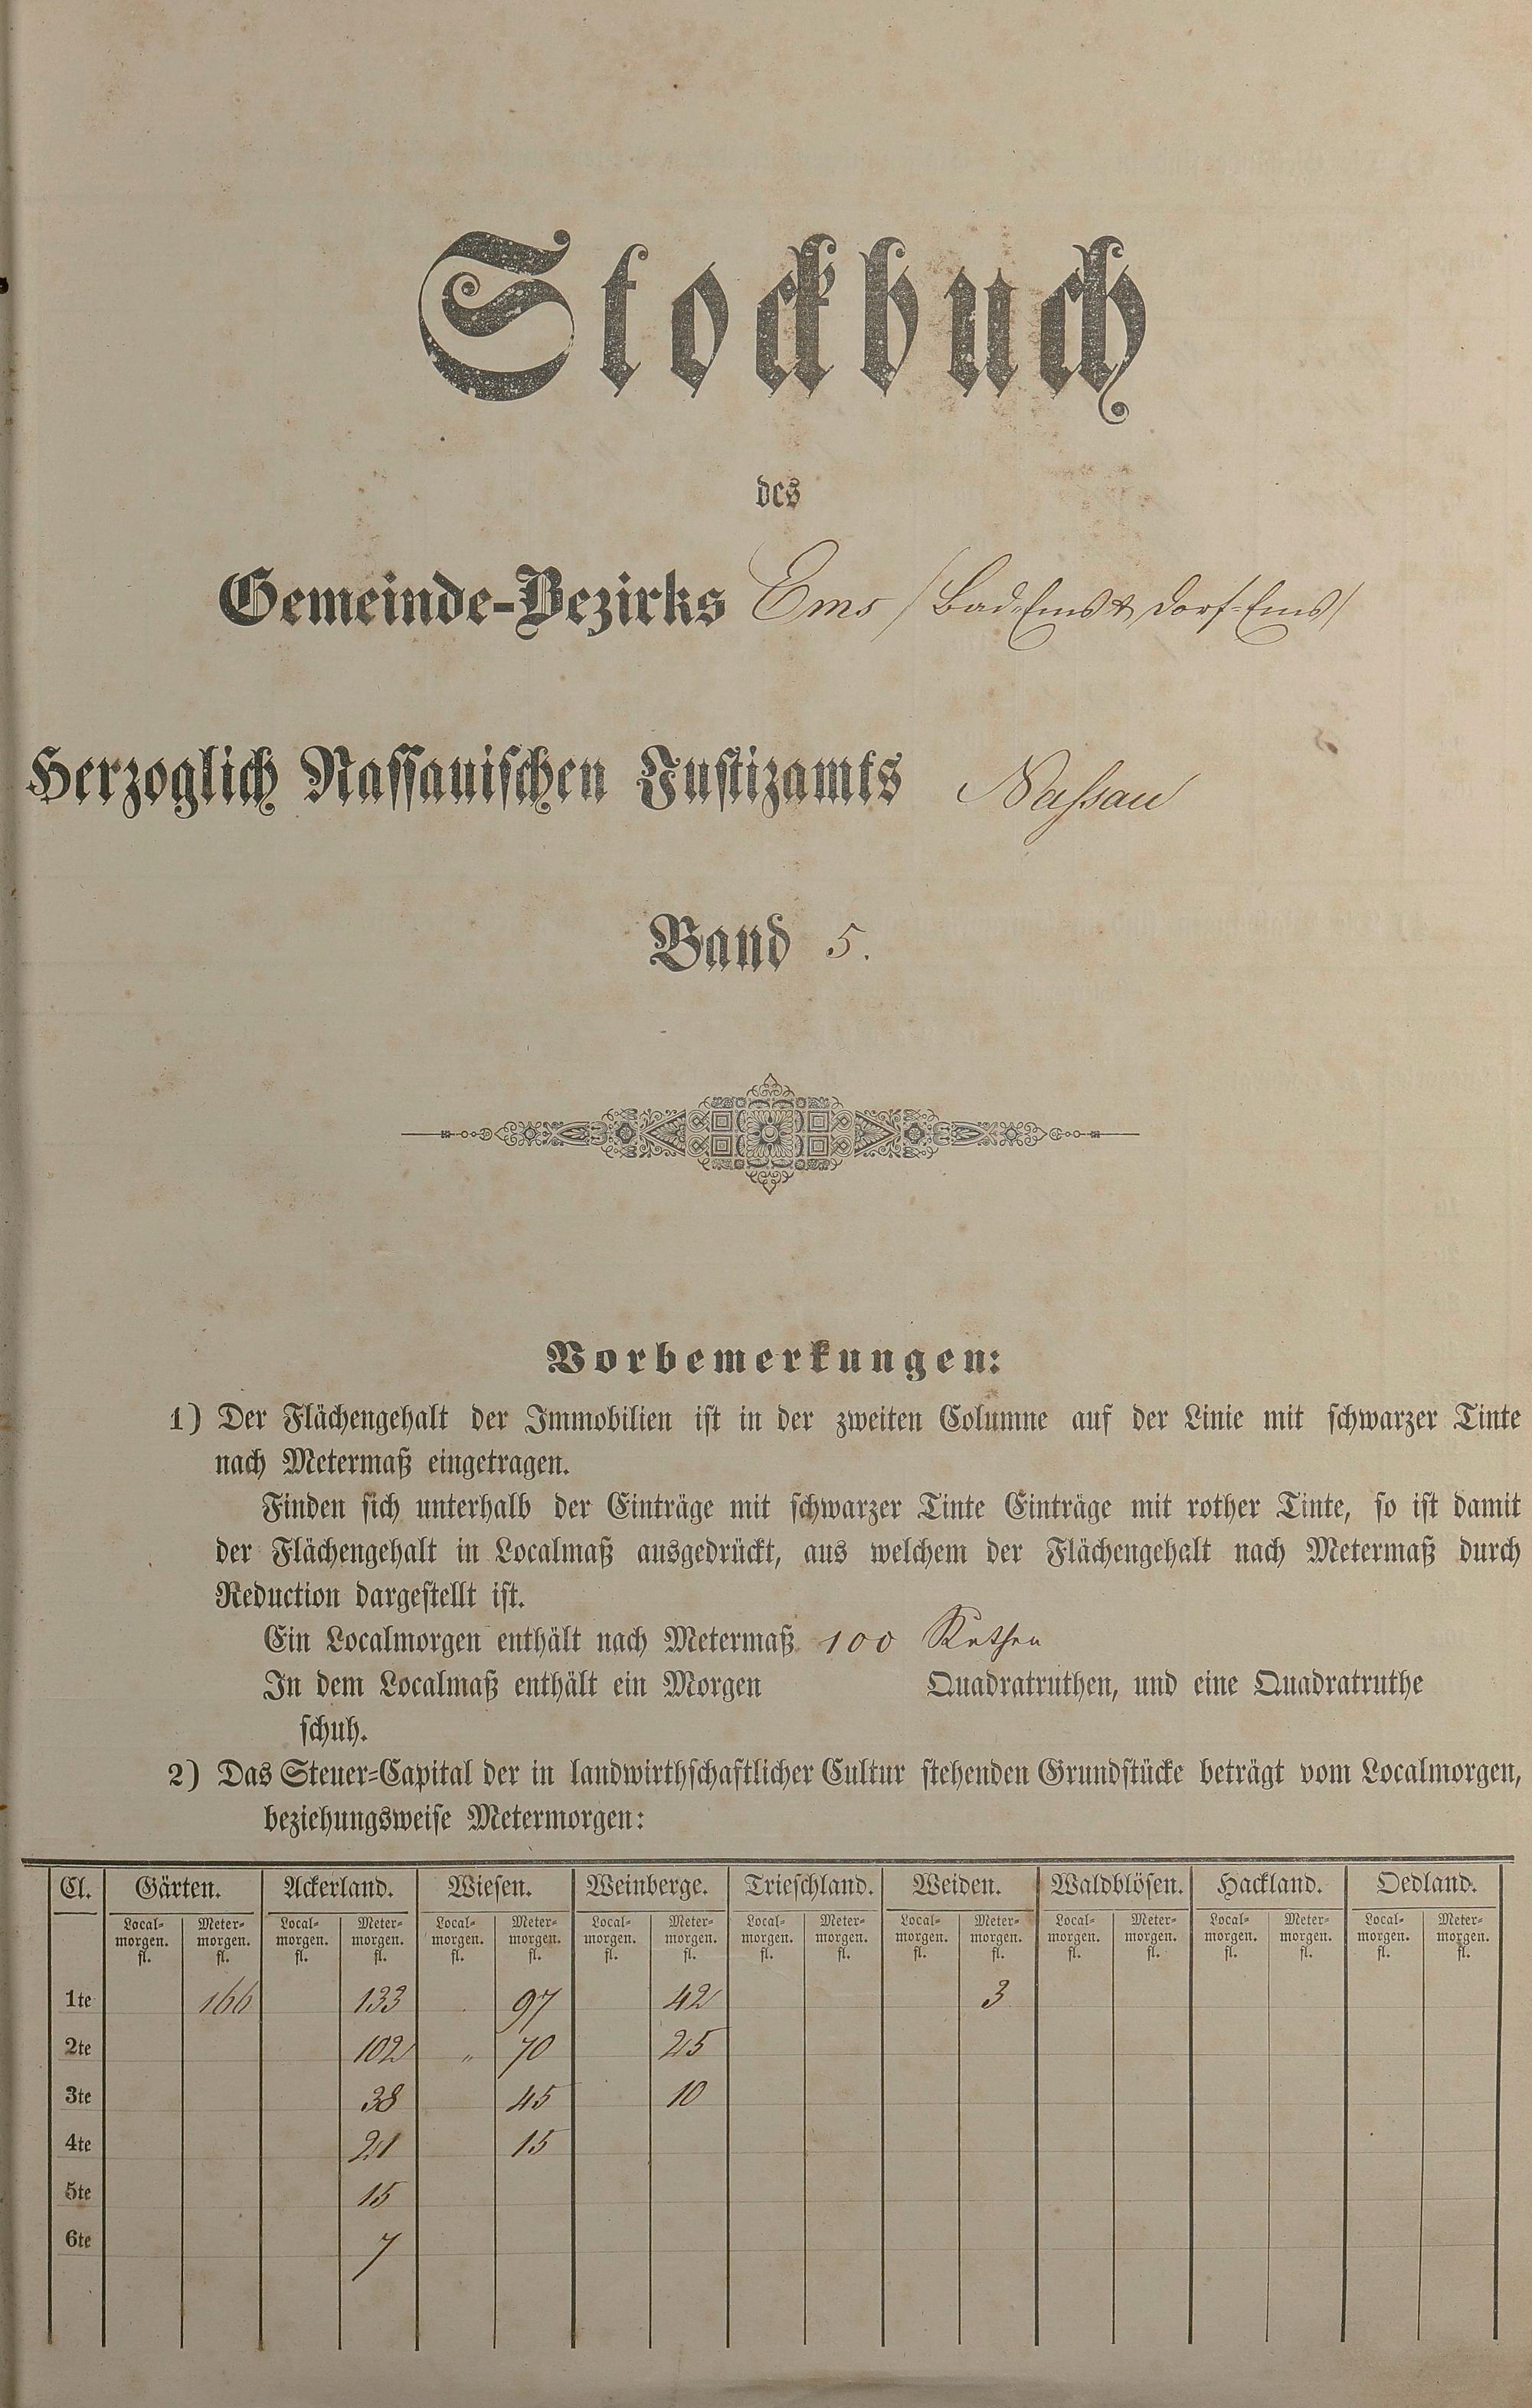 Stockbuch
des
Gemeinde-Bezirks Ems /Bad-Ems & Dorf-Ems/
Herzoglich Nassauischen Justizamts Nassau
Band 5.
Vorbemerkungen:
1) Der Flächengehalt der Immobilien ist in der zweiten Columne auf der Linie mit schwarzer Tinte
nach Metermaß eingetragen.
Finden sich unterhalb der Einträge mit schwarzer Tinte Einträge mit rother Tinte, so ist damit
der Flächengehalt in Localmaß ausgedrückt, aus welchem der Flächengehalt nach Metermaß durch
Reduction dargestellt ist.
Ein Localmorgen enthält nach Metermaß 100 Ruthen
In dem Localmaß enthält ein Morgen Quadratruthen, und eine Quadratruthe
schuh.
2) Das Steuer-Capital der in landwirthschaftlicher Cultur stehenden Grundstücke beträgt vom Localmorgen,
beziehungsweise Metermorgen:
Cl. Gärten. Ackerland. Wiesen. Weinberge. Trieschland. Weiden. Waldblösen. Hackland. Oedland.
Local- Meter- Local- Meter- Local- Meter- Local- Meter- Local- Meter- Local- Meter- Local- Meter- Local- Meter- Local- Meter-
morgen. morgen. morgen. morgen. morgen. morgen. morgen. morgen. morgen. morgen. morgen. morgen. morgen. morgen. morgen. morgen. morgen. morgen.
fl. fl. fl. fl. fl. fl. fl. fl. fl. fl. fl. fl. fl. fl. fl. fl. fl. fl.
1te 166 133 97 42 3
2te 102 " 70 25
3te 38 45 10
4te 21 15
5te 15
6te 7